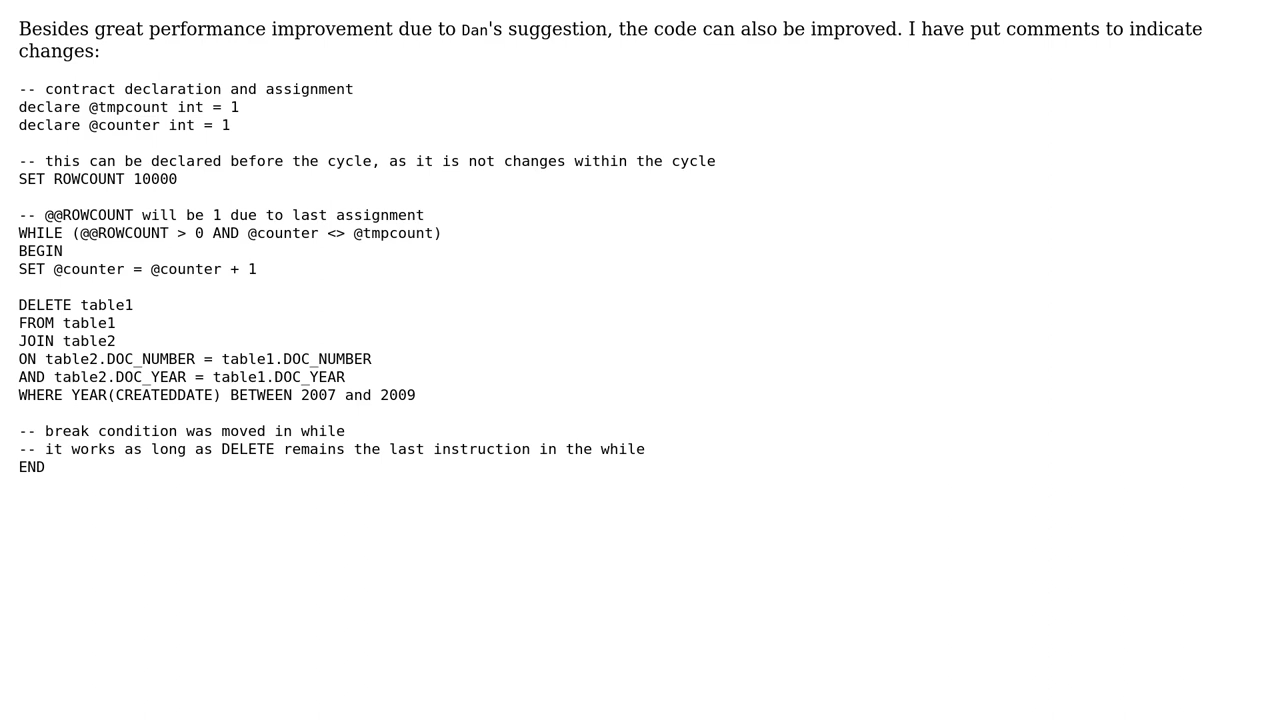 Besides great performance improvement due to Dan's suggestion, the code can also be improved. I have put comments to indicate
changes:
-- contract declaration and assignment
declare @tmpcount int = 1
declare @counter int = 1
-- this can be declared before the cycle, as it is not changes within the cycle
SET ROWCOUNT 10000
-- @@ROWCOUNT will be 1 due to last assignment
WHILE (@@ROWCOUNT > 0 AND @counter <> @tmpcount)
BEGIN
SET @counter = @counter + 1
DELETE table1
FROM table1
JOIN table2
ON table2.DOC_NUMBER = table1.DOC_NUMBER
AND table2.DOC_YEAR = table1.DOC_YEAR
WHERE YEAR(CREATEDDATE) BETWEEN 2007 and 2009
-- break condition was moved in while
-- it works as long as DELETE remains the last instruction in the while
END